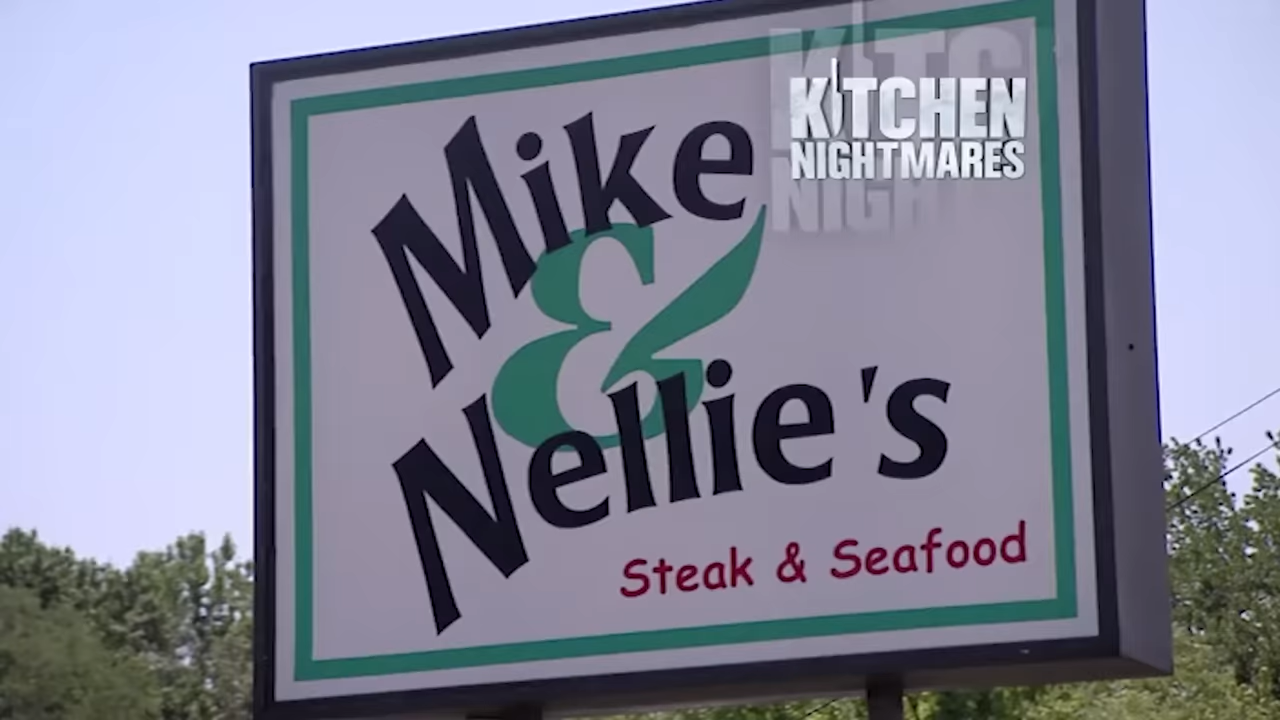 KITCHEN
NIGHTMARES
Mike
&
Nellie's
Steak & Seafood